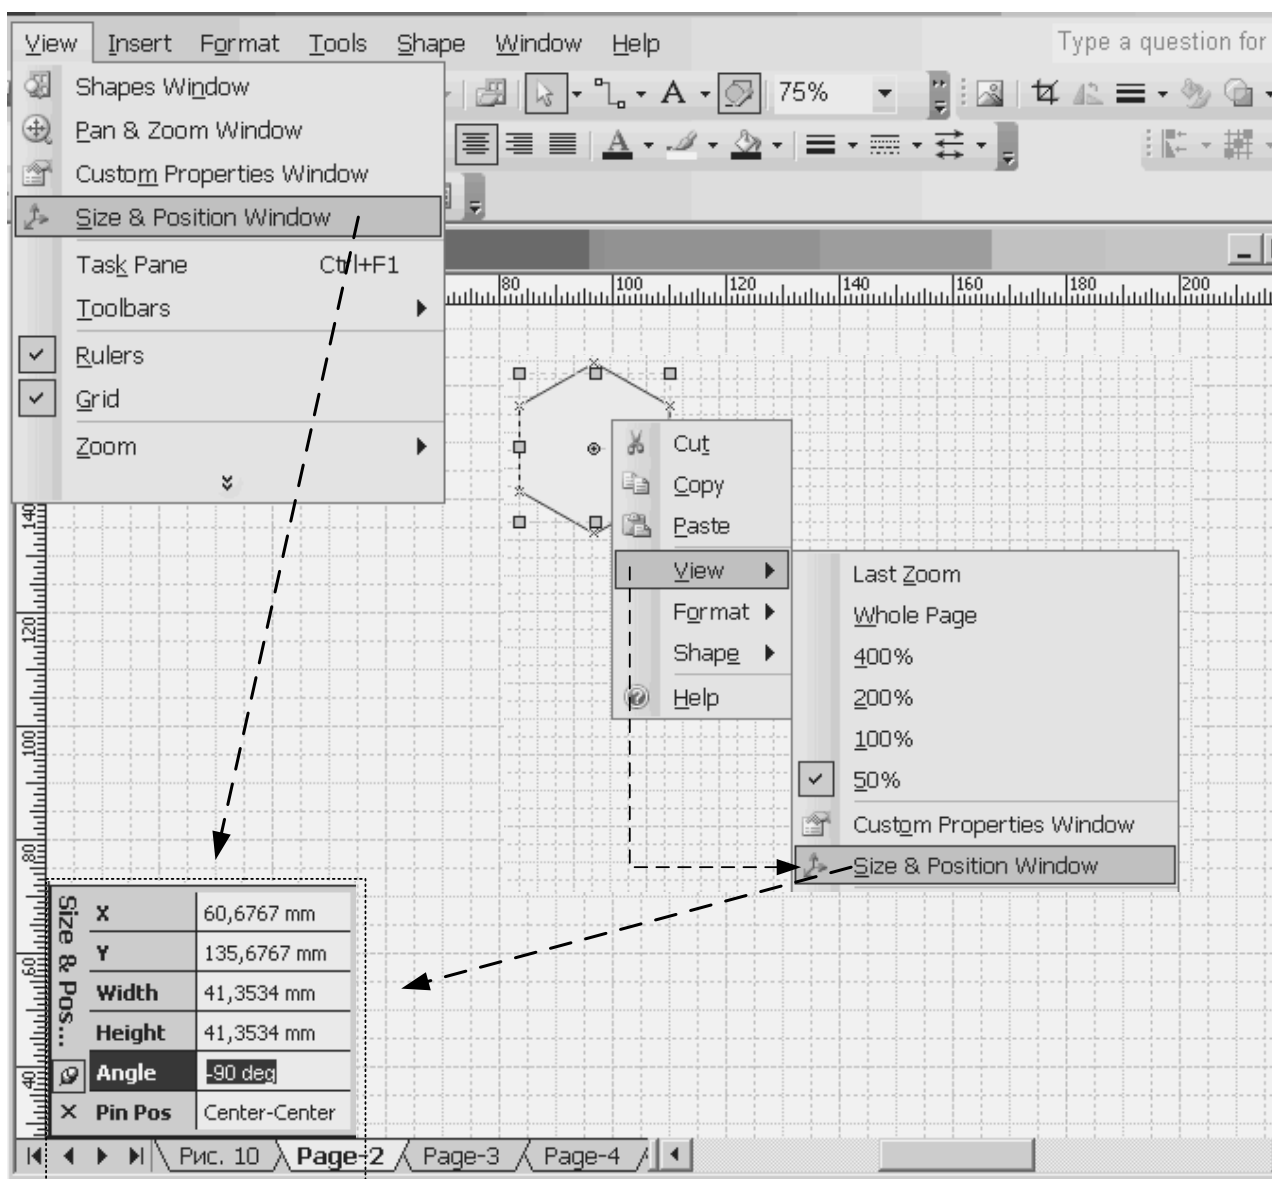 View Insert Format Tools Shape Window Help Type a question for
Shapes Window
75%
Pan & Zoom Window
Custom Properties Window
Size & Position Window
Task Pane Ctrl+F1
80 100 120 140 160 180 200
Toolbars
Rulers
Grid
Zoom
Cut
Copy
Paste
View
Format
Shape
Help
Last Zoom
Whole Page
400%
200%
100%
50%
Custom Properties Window
Size & Position Window
140
120
100
80
60
40
Size & Pos...
X 60,6767 mm
Y 135,6767 mm
Width 41,3534 mm
Height 41,3534 mm
Angle -90 deg
Pin Pos Center-Center
Рис. 10 Page-2 Page-3 Page-4